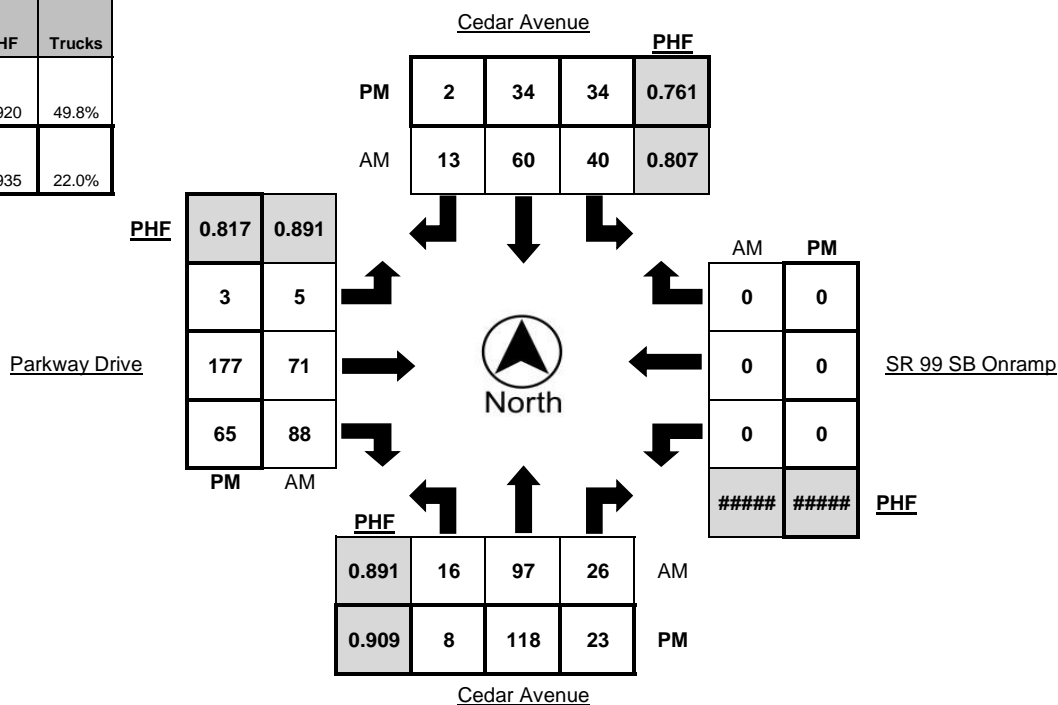 Cedar Avenue
HF Trucks
PHF
PM 2 34 34 0.761
920 49.8%
AM 13 60 40 0.807
935 22.0%
PHF 0.817 0.891
AM PM
3 5
0 0
Parkway Drive 177 71
0 0 SR 99 SB Onramp
North
65 88
0 0
PM AM
##### ##### PHF
PHF
0.891 16 97 26 AM
0.909 8 118 23 PM
Cedar Avenue